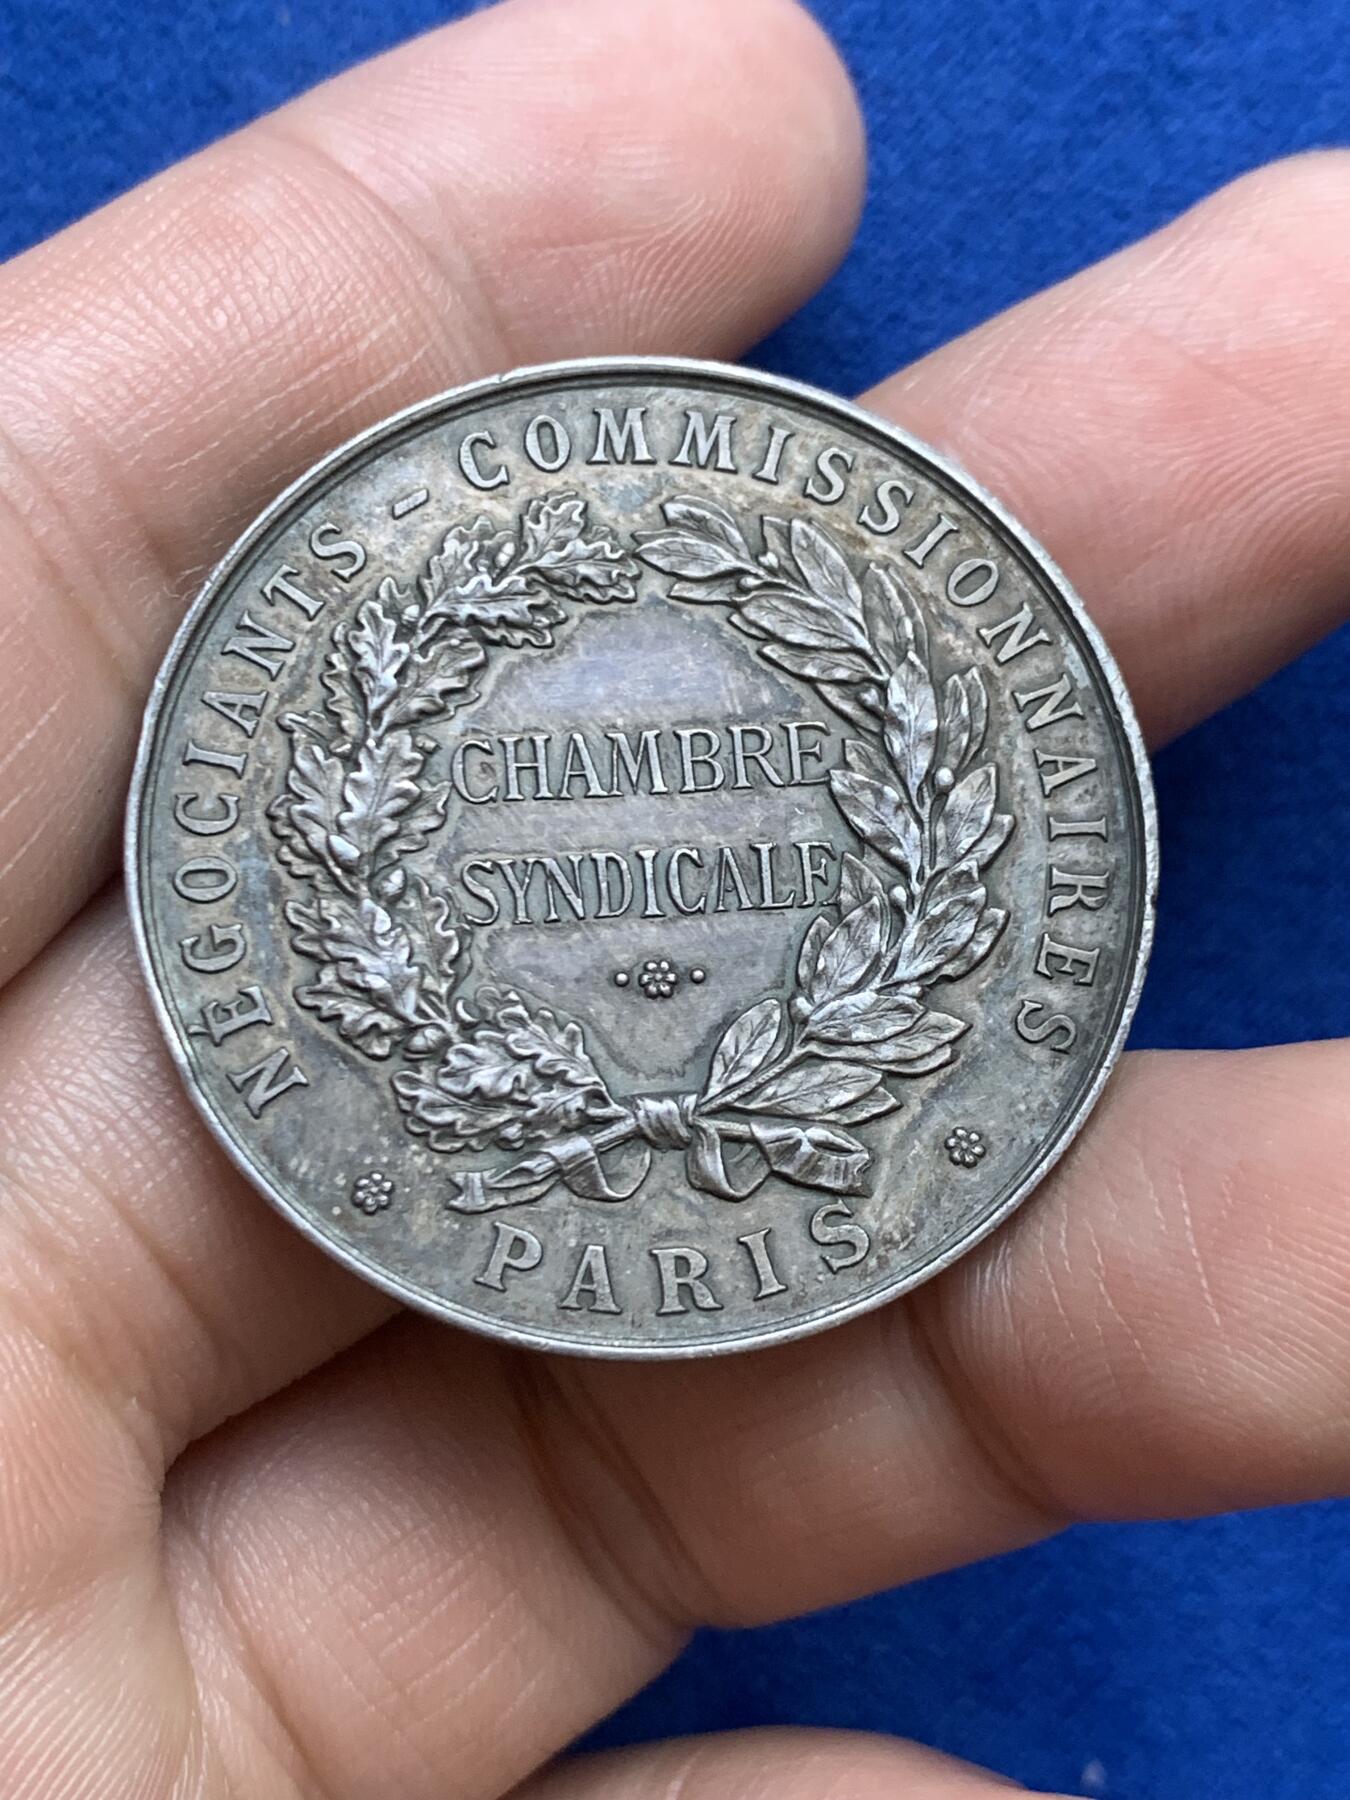 NÉGOCIANTS - COMMISSIONNAIRES
CHAMBRE
SYNDICALE
PARIS